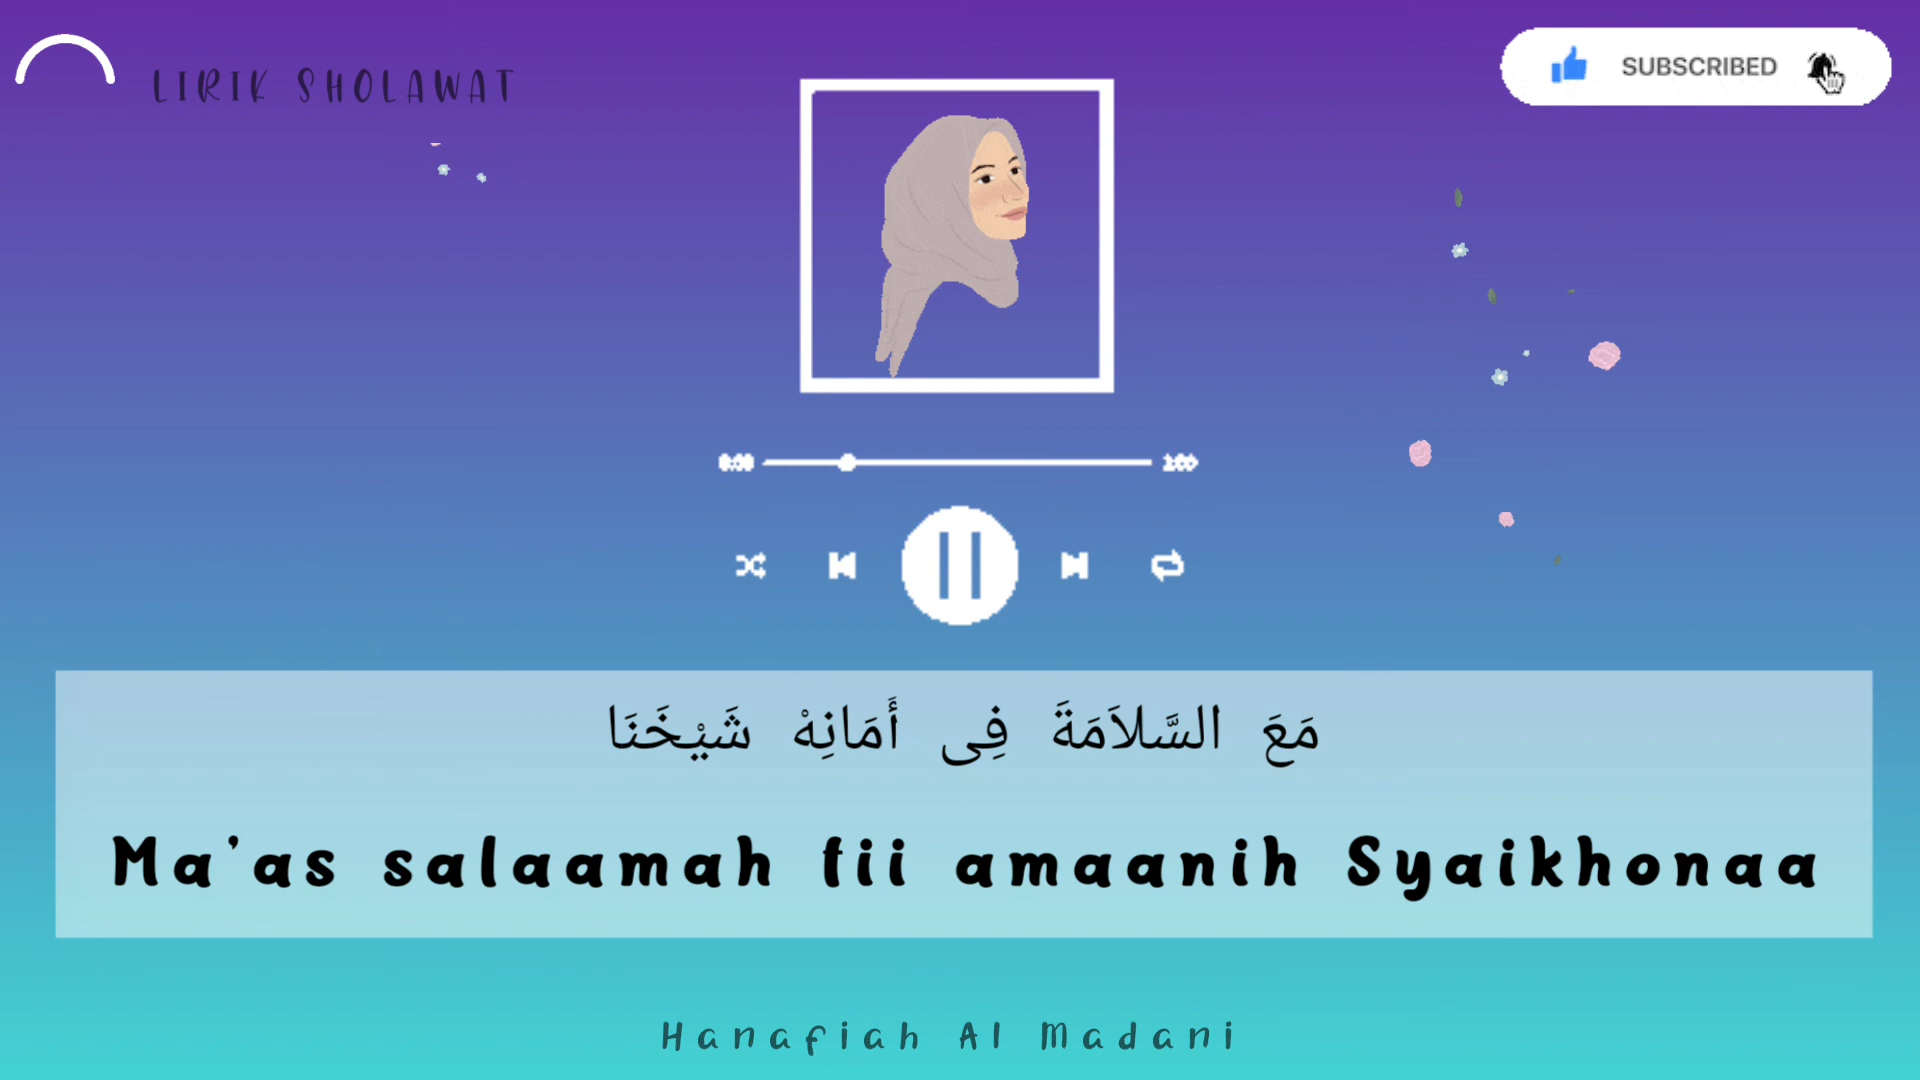 LIRIK SHOLAWAT
SUBSCRIBED
مَعَ السَّلاَمَةَ فِى أَمَانِهْ شَيْخَنَا
Ma'as salaamah fii amaanih Syaikhonaa
Hanafiah Al Madani